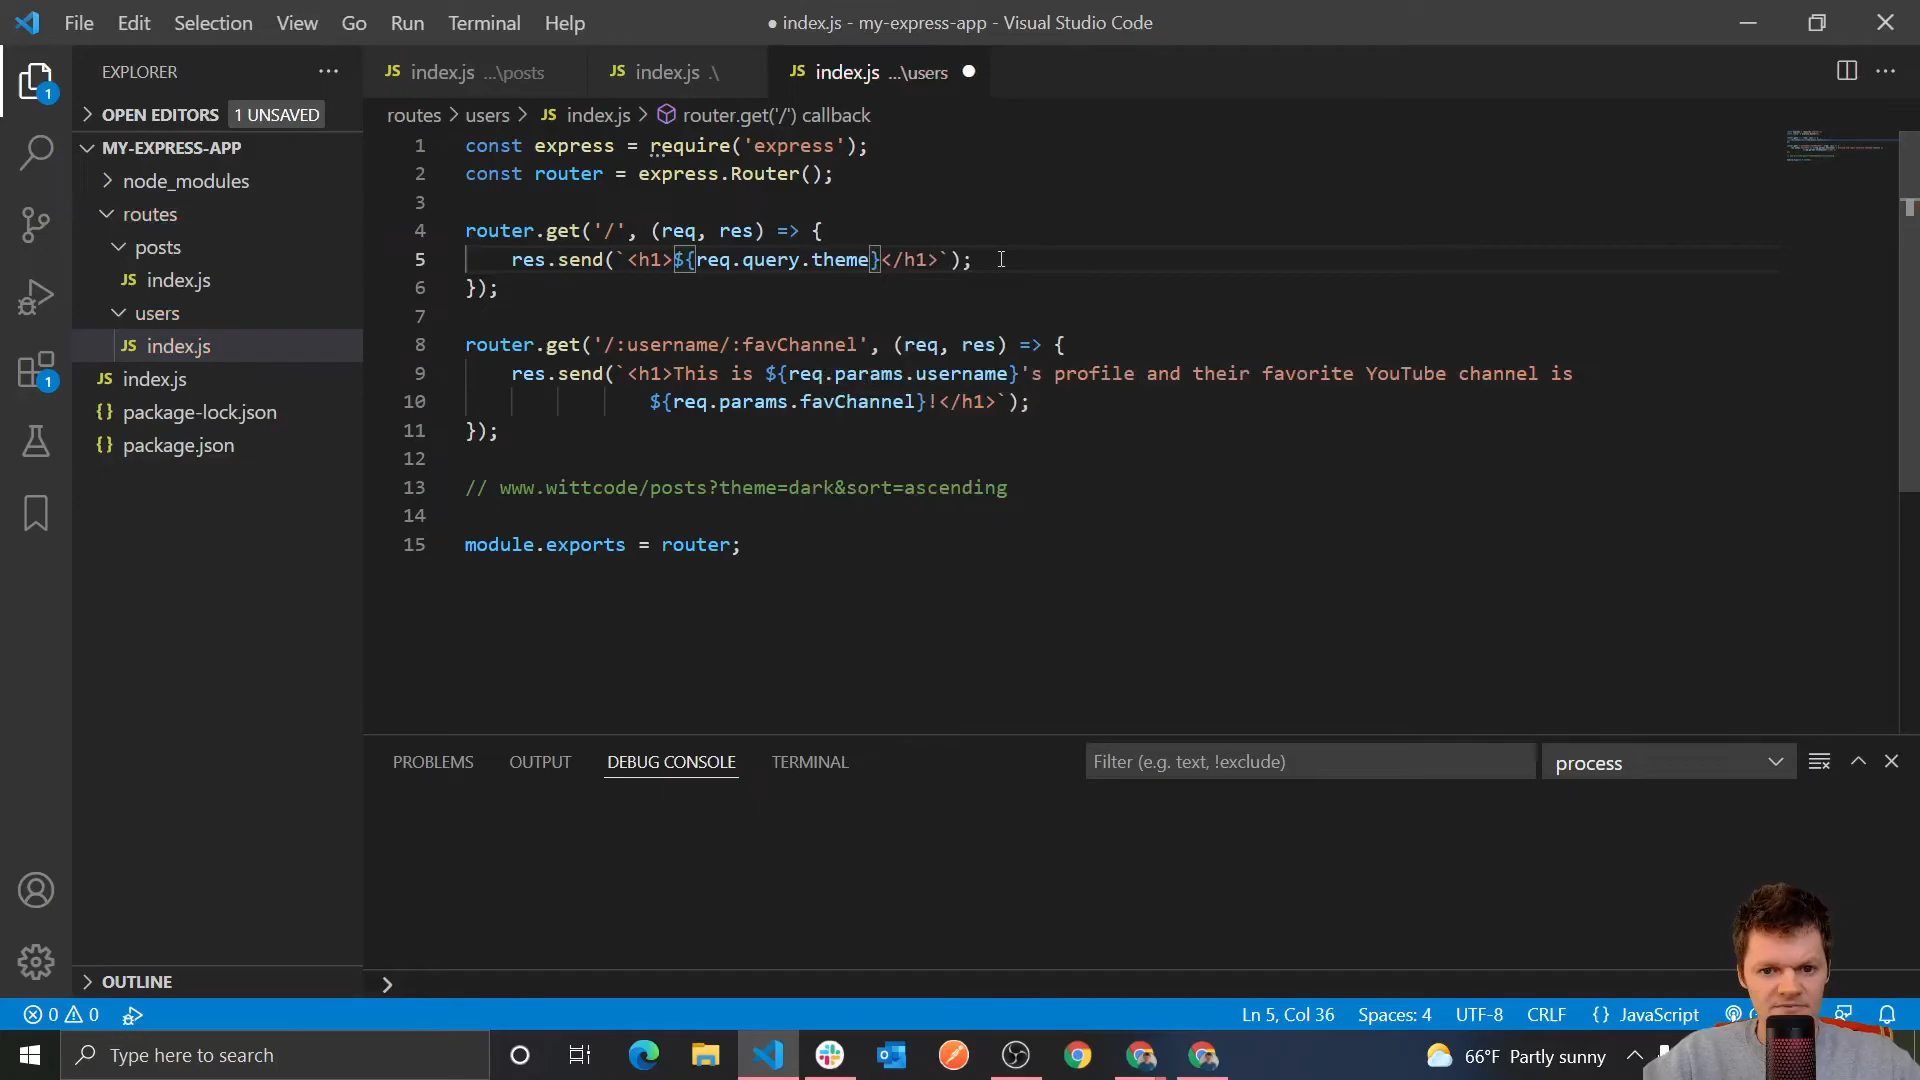 File Edit Selection View Go Run Terminal Help
● index.js - my-express-app - Visual Studio Code
EXPLORER
JS index.js ...\posts
JS index.js .\
JS index.js ...\users
OPEN EDITORS 1 UNSAVED
MY-EXPRESS-APP
node_modules
routes
posts
JS index.js
users
JS index.js
JS index.js
{} package-lock.json
{} package.json
OUTLINE
1
1
routes > users > JS index.js > router.get('/') callback
1 const express = require('express');
2 const router = express.Router();
3
4 router.get('/', (req, res) => {
5 res.send(`<h1>${req.query.theme}</h1>`);
6 });
7
8 router.get('/:username/:favChannel', (req, res) => {
9 res.send(`<h1>This is ${req.params.username}'s profile and their favorite YouTube channel is
10 ${req.params.favChannel}!</h1>`);
11 });
12
13 // www.wittcode/posts?theme=dark&sort=ascending
14
15 module.exports = router;
PROBLEMS OUTPUT DEBUG CONSOLE TERMINAL
Filter (e.g. text, !exclude)
process
0 0
Ln 5, Col 36 Spaces: 4 UTF-8 CRLF {} JavaScript
Type here to search
66°F Partly sunny